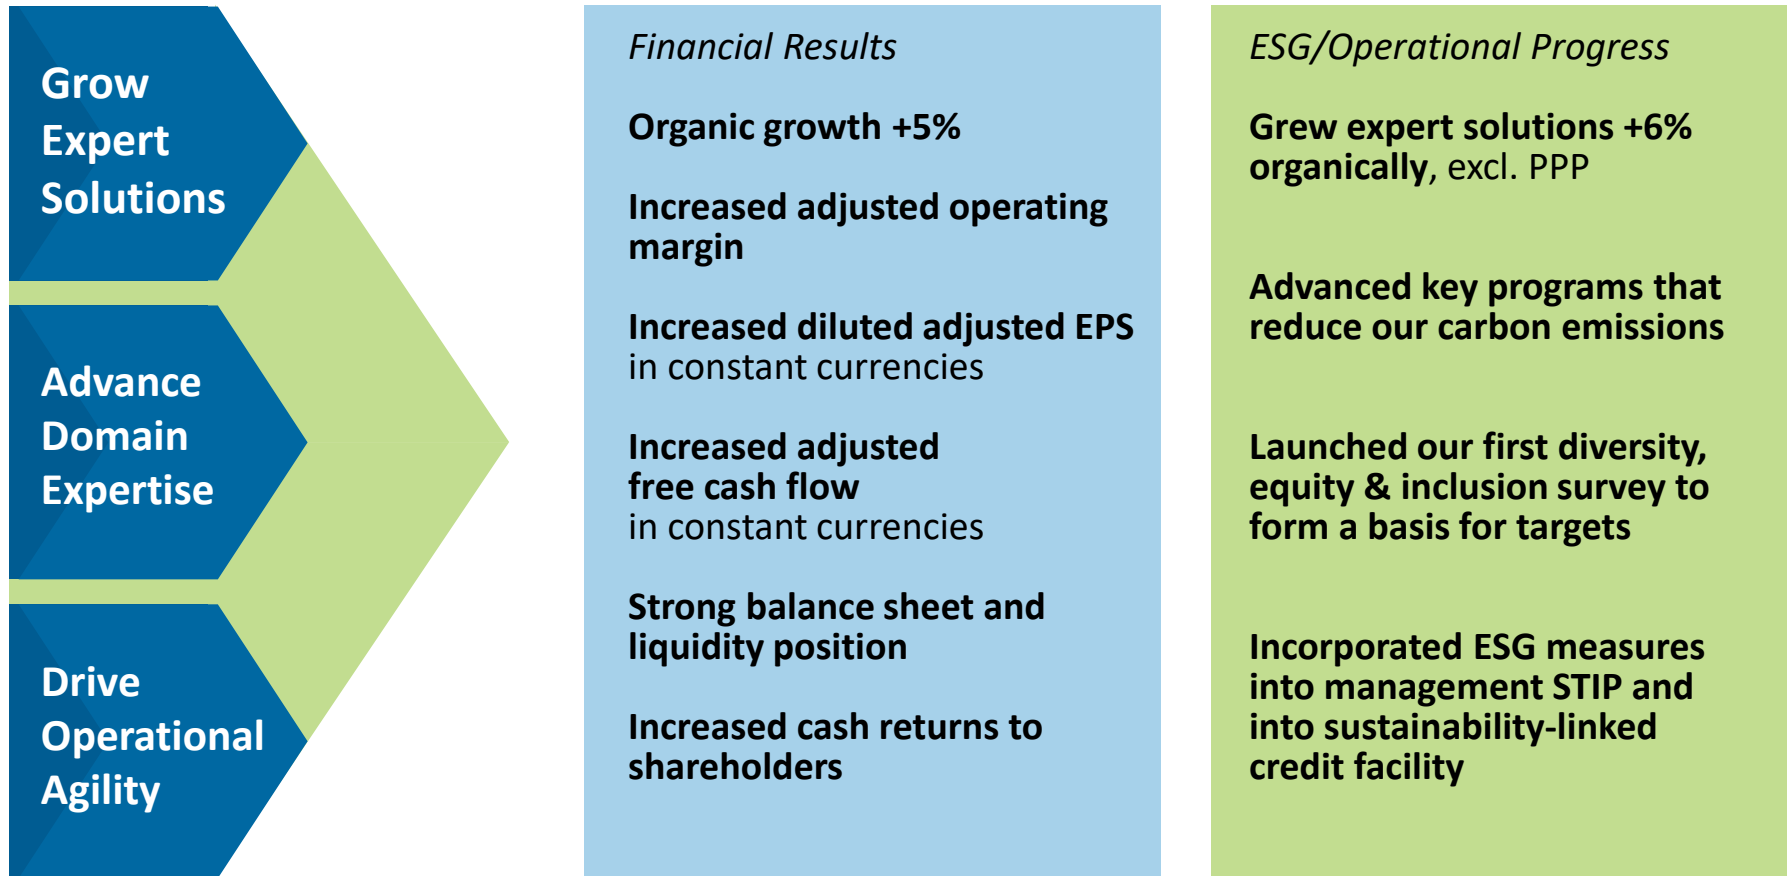 Grow
Expert
Solutions
Advance
Domain
Expertise
Drive
Operational
Agility
Financial Results
Organic growth +5%
Increased adjusted operating
margin
Increased diluted adjusted EPS
in constant currencies
Increased adjusted
free cash flow
in constant currencies
Strong balance sheet and
liquidity position
Increased cash returns to
shareholders
ESG/Operational Progress
Grew expert solutions +6%
organically, excl. PPP
Advanced key programs that
reduce our carbon emissions
Launched our first diversity,
equity & inclusion survey to
form a basis for targets
Incorporated ESG measures
into management STIP and
into sustainability-linked
credit facility